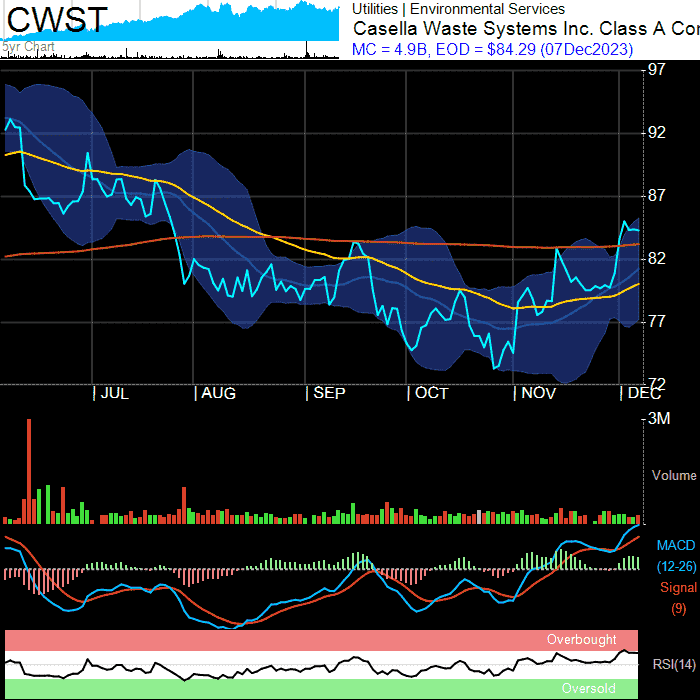 CWST
5yr Chart
Utilities | Environmental Services
Casella Waste Systems Inc. Class A Cor
MC = 4.9B, EOD = $84.29 (07Dec2023)
97
92
87
82
77
72
| JUL | AUG | SEP | OCT | NOV | DEC
3M
Volume
MACD
(12-26)
Signal
(9)
Overbought
RSI(14)
Oversold